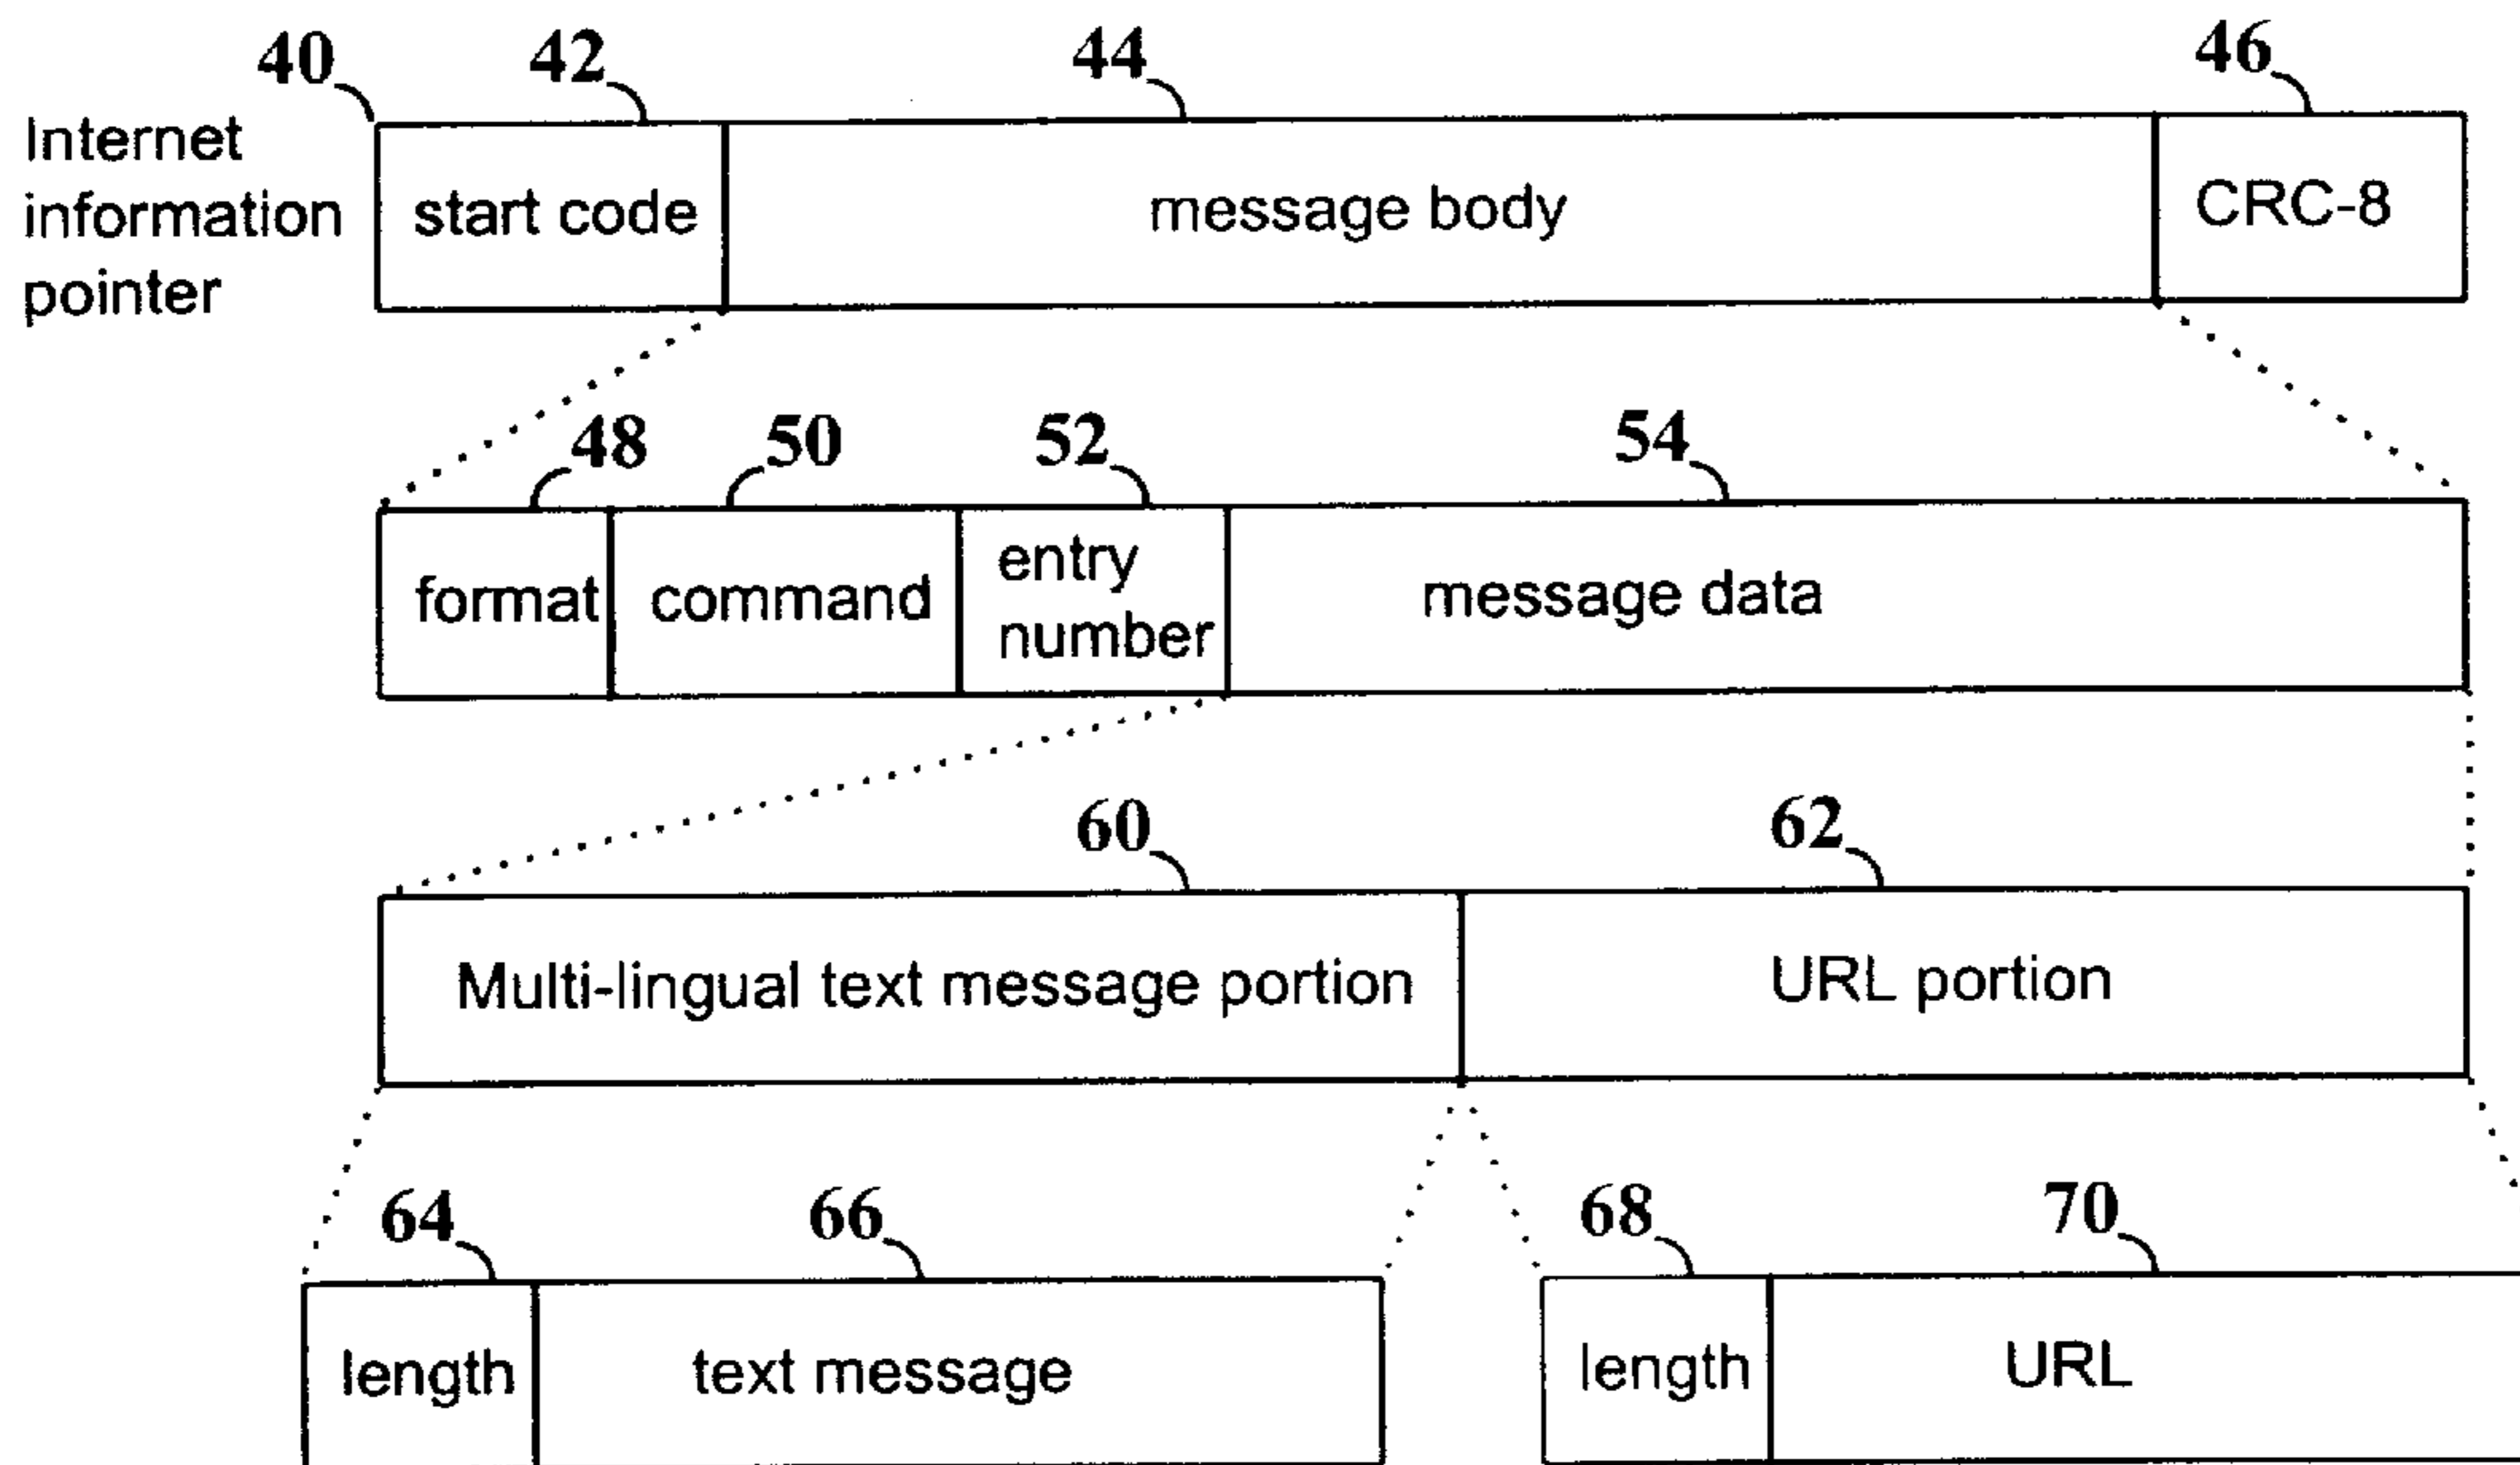 40 42 44 46
Internet
information
pointer
start code message body CRC-8
48 50 52 54
format command entry
number message data
60 62
Multi-lingual text message portion URL portion
64 66 68 70
length text message length URL